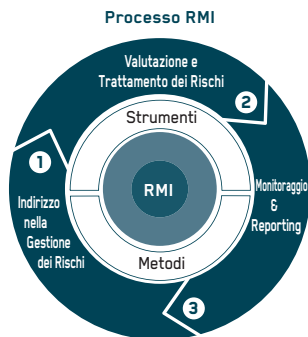 Processo RMI
Valutazione e
Trattamento dei Rischi
2
Strumenti
1
RMI
Indirizzo
nella
Gestione
dei Rischi
Monitoraggio
&
Reporting
Metodi
3